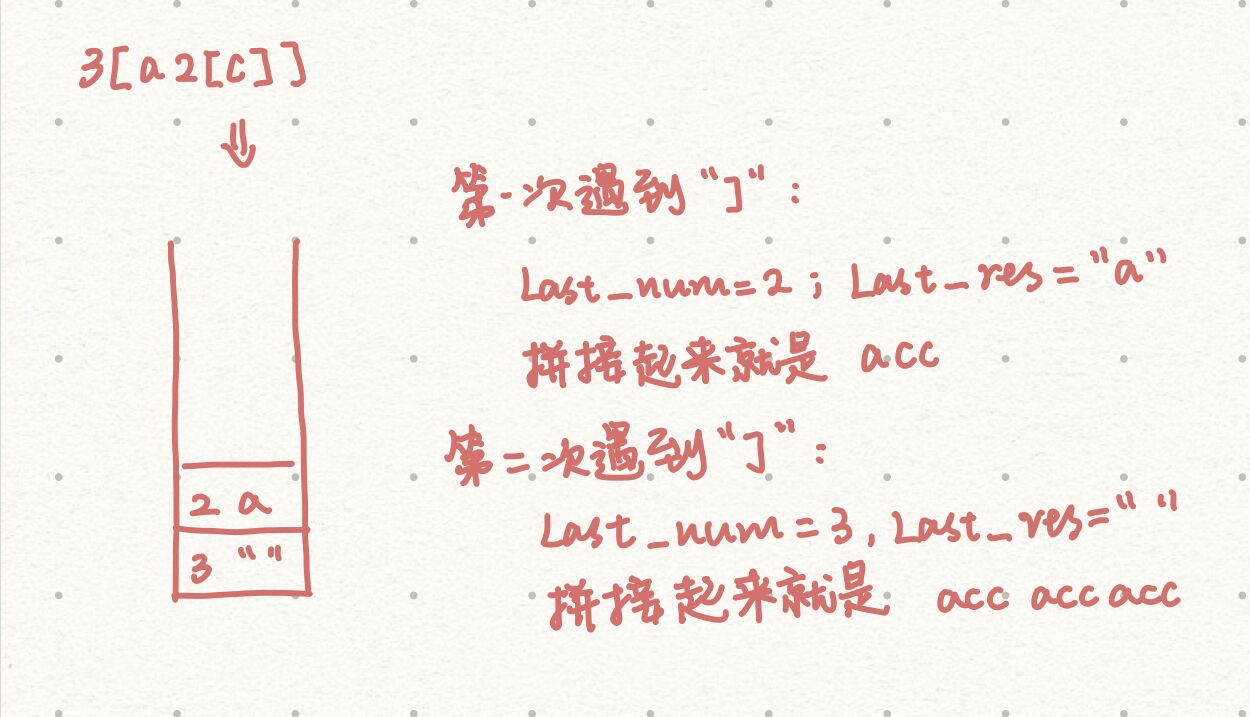 3[a2[c]]
第一次遇到"]"：
Last_num=2；Last_res="a"
拼接起来就是 acc
第二次遇到"]"：
2 a
Last_num=3,Last_res=""
3 ""
拼接起来就是 acc acc acc